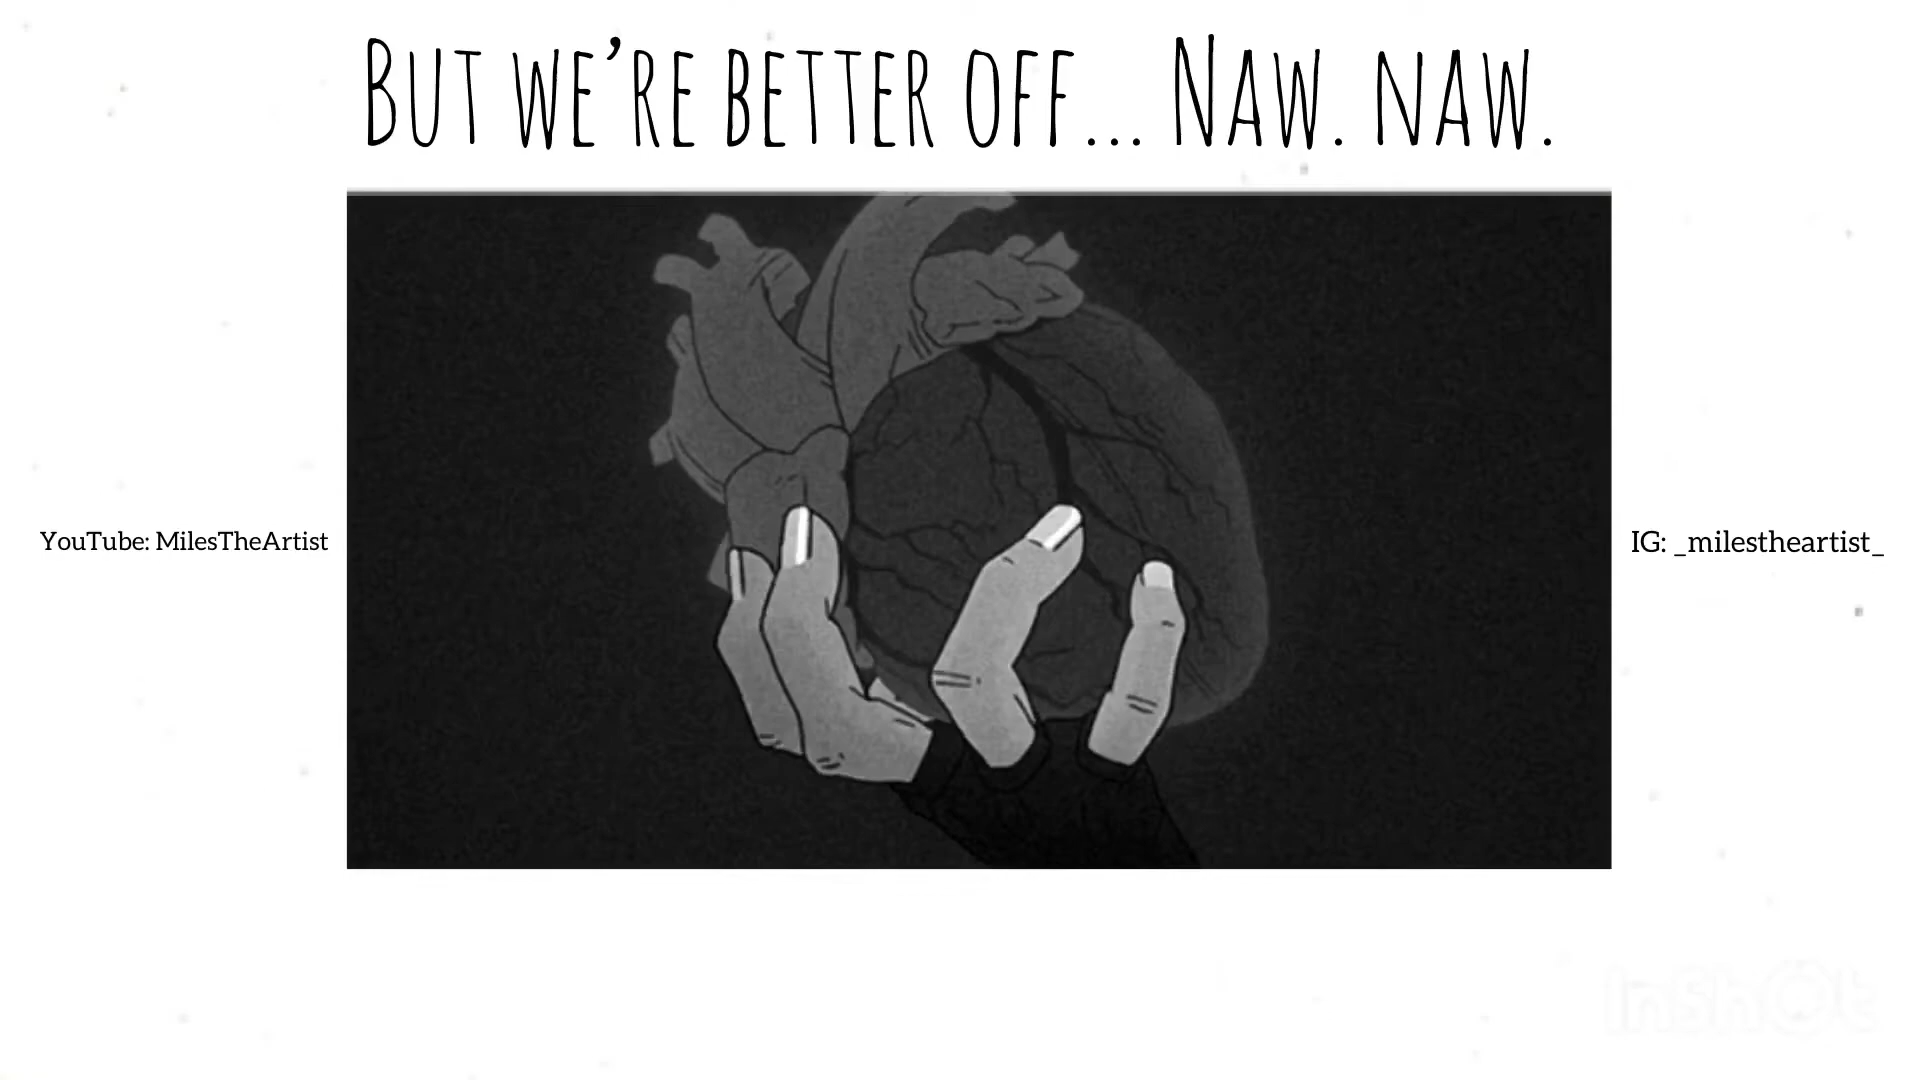 But we’re better off... Naw. naw.
YouTube: MilesTheArtist
IG: _milestheartist_
InShot